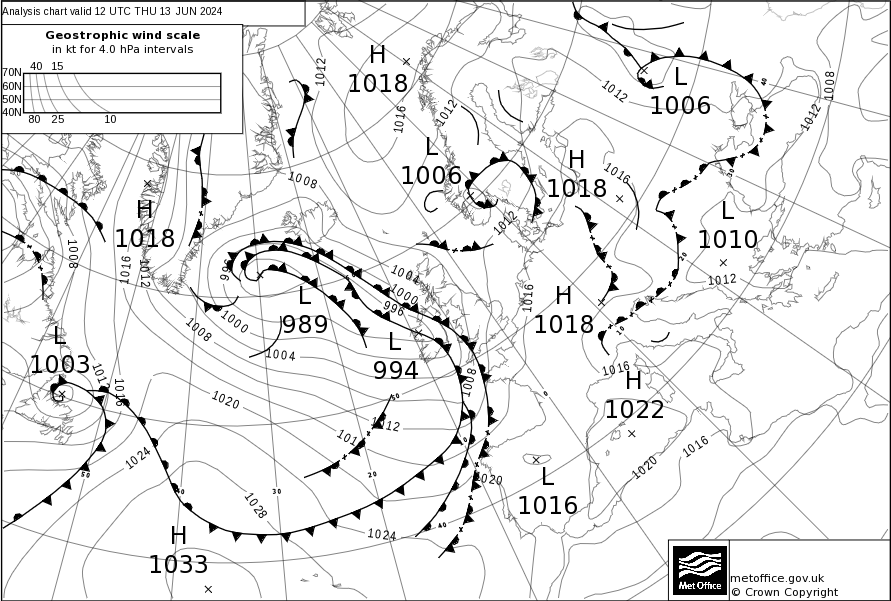 Analysis chart valid 12 UTC THU 13 JUN 2024
Geostrophic wind scale
in kt for 4.0 hPa intervals
40 15
70N
60N
50N
40N
80 25 10
H
1018
1012
1016
1012
L
1006
1012
1008
1012
40
L
1006
H
1018
1016
30
1008
H
1018
1008
1016
1012
1012
L
1010
1012
20
996
1004
1000
996
L
989
1008
1000
1004
1016
H
1018
10
L
994
L
1003
1012
1016
1008
1016
H
1022
0
1020
50
1012
0
1024
50
40
30
20
1028
1020
1020
1016
L
1016
40
1024
H
1033
Met Office
metoffice.gov.uk
© Crown Copyright